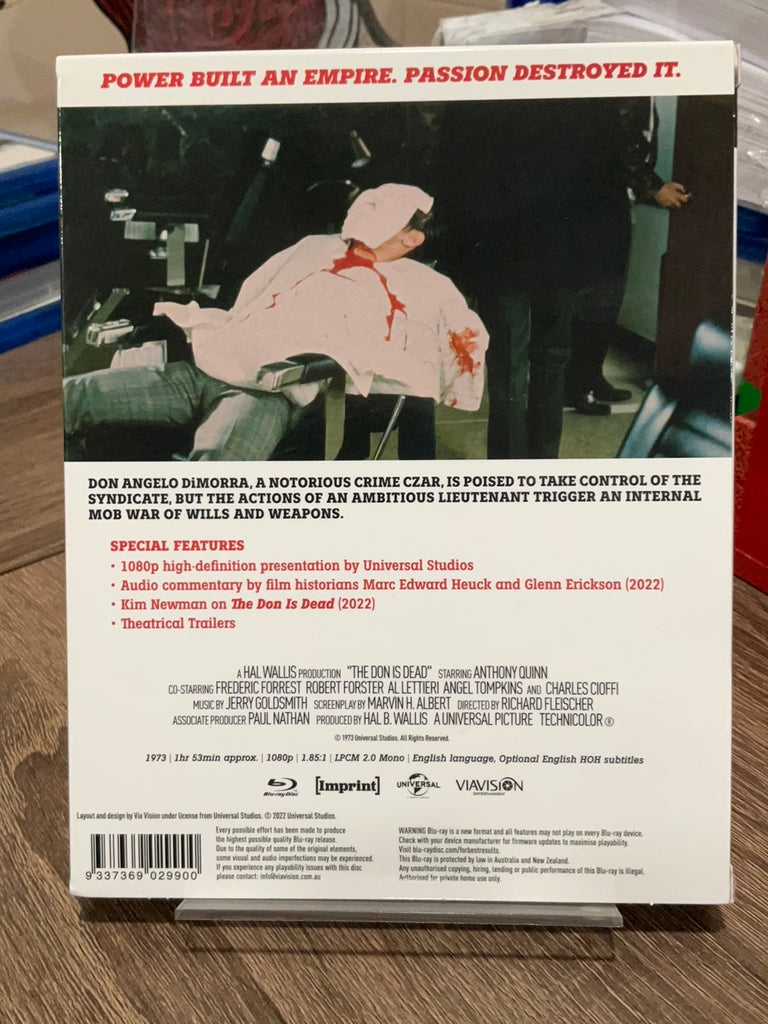 POWER BUILT AN EMPIRE. PASSION DESTROYED IT.
DON ANGELO DiMORRA, A NOTORIOUS CRIME CZAR, IS POISED TO TAKE CONTROL OF THE
SYNDICATE, BUT THE ACTIONS OF AN AMBITIOUS LIEUTENANT TRIGGER AN INTERNAL
MOB WAR OF WILLS AND WEAPONS.
SPECIAL FEATURES
• 1080p high-definition presentation by Universal Studios
• Audio commentary by film historians Marc Edward Heuck and Glenn Erickson (2022)
• Kim Newman on The Don Is Dead (2022)
• Theatrical Trailers
A HAL WALLIS PRODUCTION "THE DON IS DEAD" STARRING ANTHONY QUINN
CO-STARRING FREDERIC FORREST ROBERT FORSTER AL LETTIERI ANGEL TOMPKINS AND CHARLES CIOFFI
MUSIC BY JERRY GOLDSMITH SCREENPLAY BY MARVIN H. ALBERT DIRECTED BY RICHARD FLEISCHER
ASSOCIATE PRODUCER PAUL NATHAN PRODUCED BY HAL B. WALLIS A UNIVERSAL PICTURE TECHNICOLOR®
© 1973 Universal Studios. All Rights Reserved.
1973 | 1hr 53min approx. | 1080p | 1.85:1 | LPCM 2.0 Mono | English language, Optional English HOH subtitles
Blu-ray Disc [Imprint] UNIVERSAL VIAVISION ENTERTAINMENT
Layout and design by Via Vision under license from Universal Studios. © 2022 Universal Studios.
Every possible effort has been made to produce
the highest possible quality Blu-ray release.
Due to the quality of some of the original elements,
some visual and audio imperfections may be experienced.
If you experience any playability issues with this disc
please contact: info@viavision.com.au
9 337369 029900
WARNING Blu-ray is a new format and all features may not play on every Blu-ray device.
Check with your device manufacturer for firmware updates to maximise playability.
Visit blu-raydisc.com/forbestresults.
This Blu-ray is protected by law in Australia and New Zealand.
Any unauthorised copying, hiring, lending or public performance of this Blu-ray is illegal.
Authorised for private home use only.